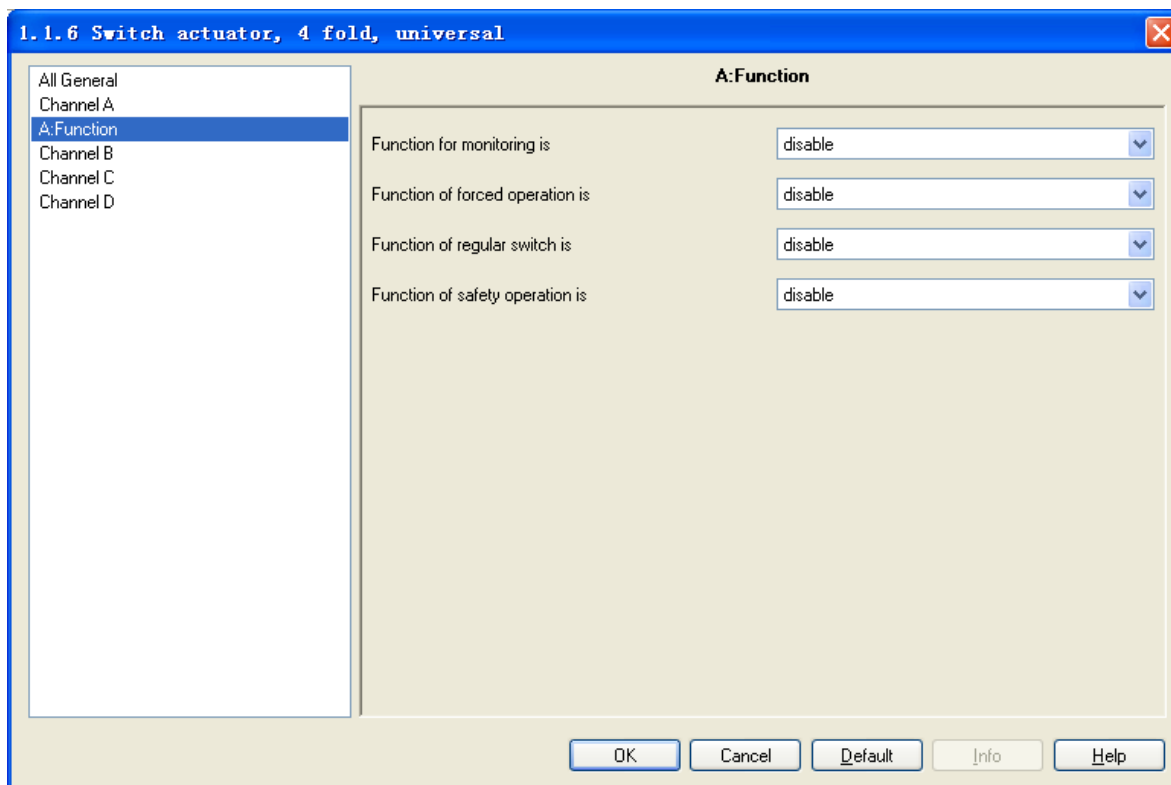 1.1.6 Switch actuator, 4 fold, universal
All General
Channel A
A:Function
Channel B
Channel C
Channel D
A:Function
Function for monitoring is disable
Function of forced operation is disable
Function of regular switch is disable
Function of safety operation is disable
OK Cancel Default Info Help